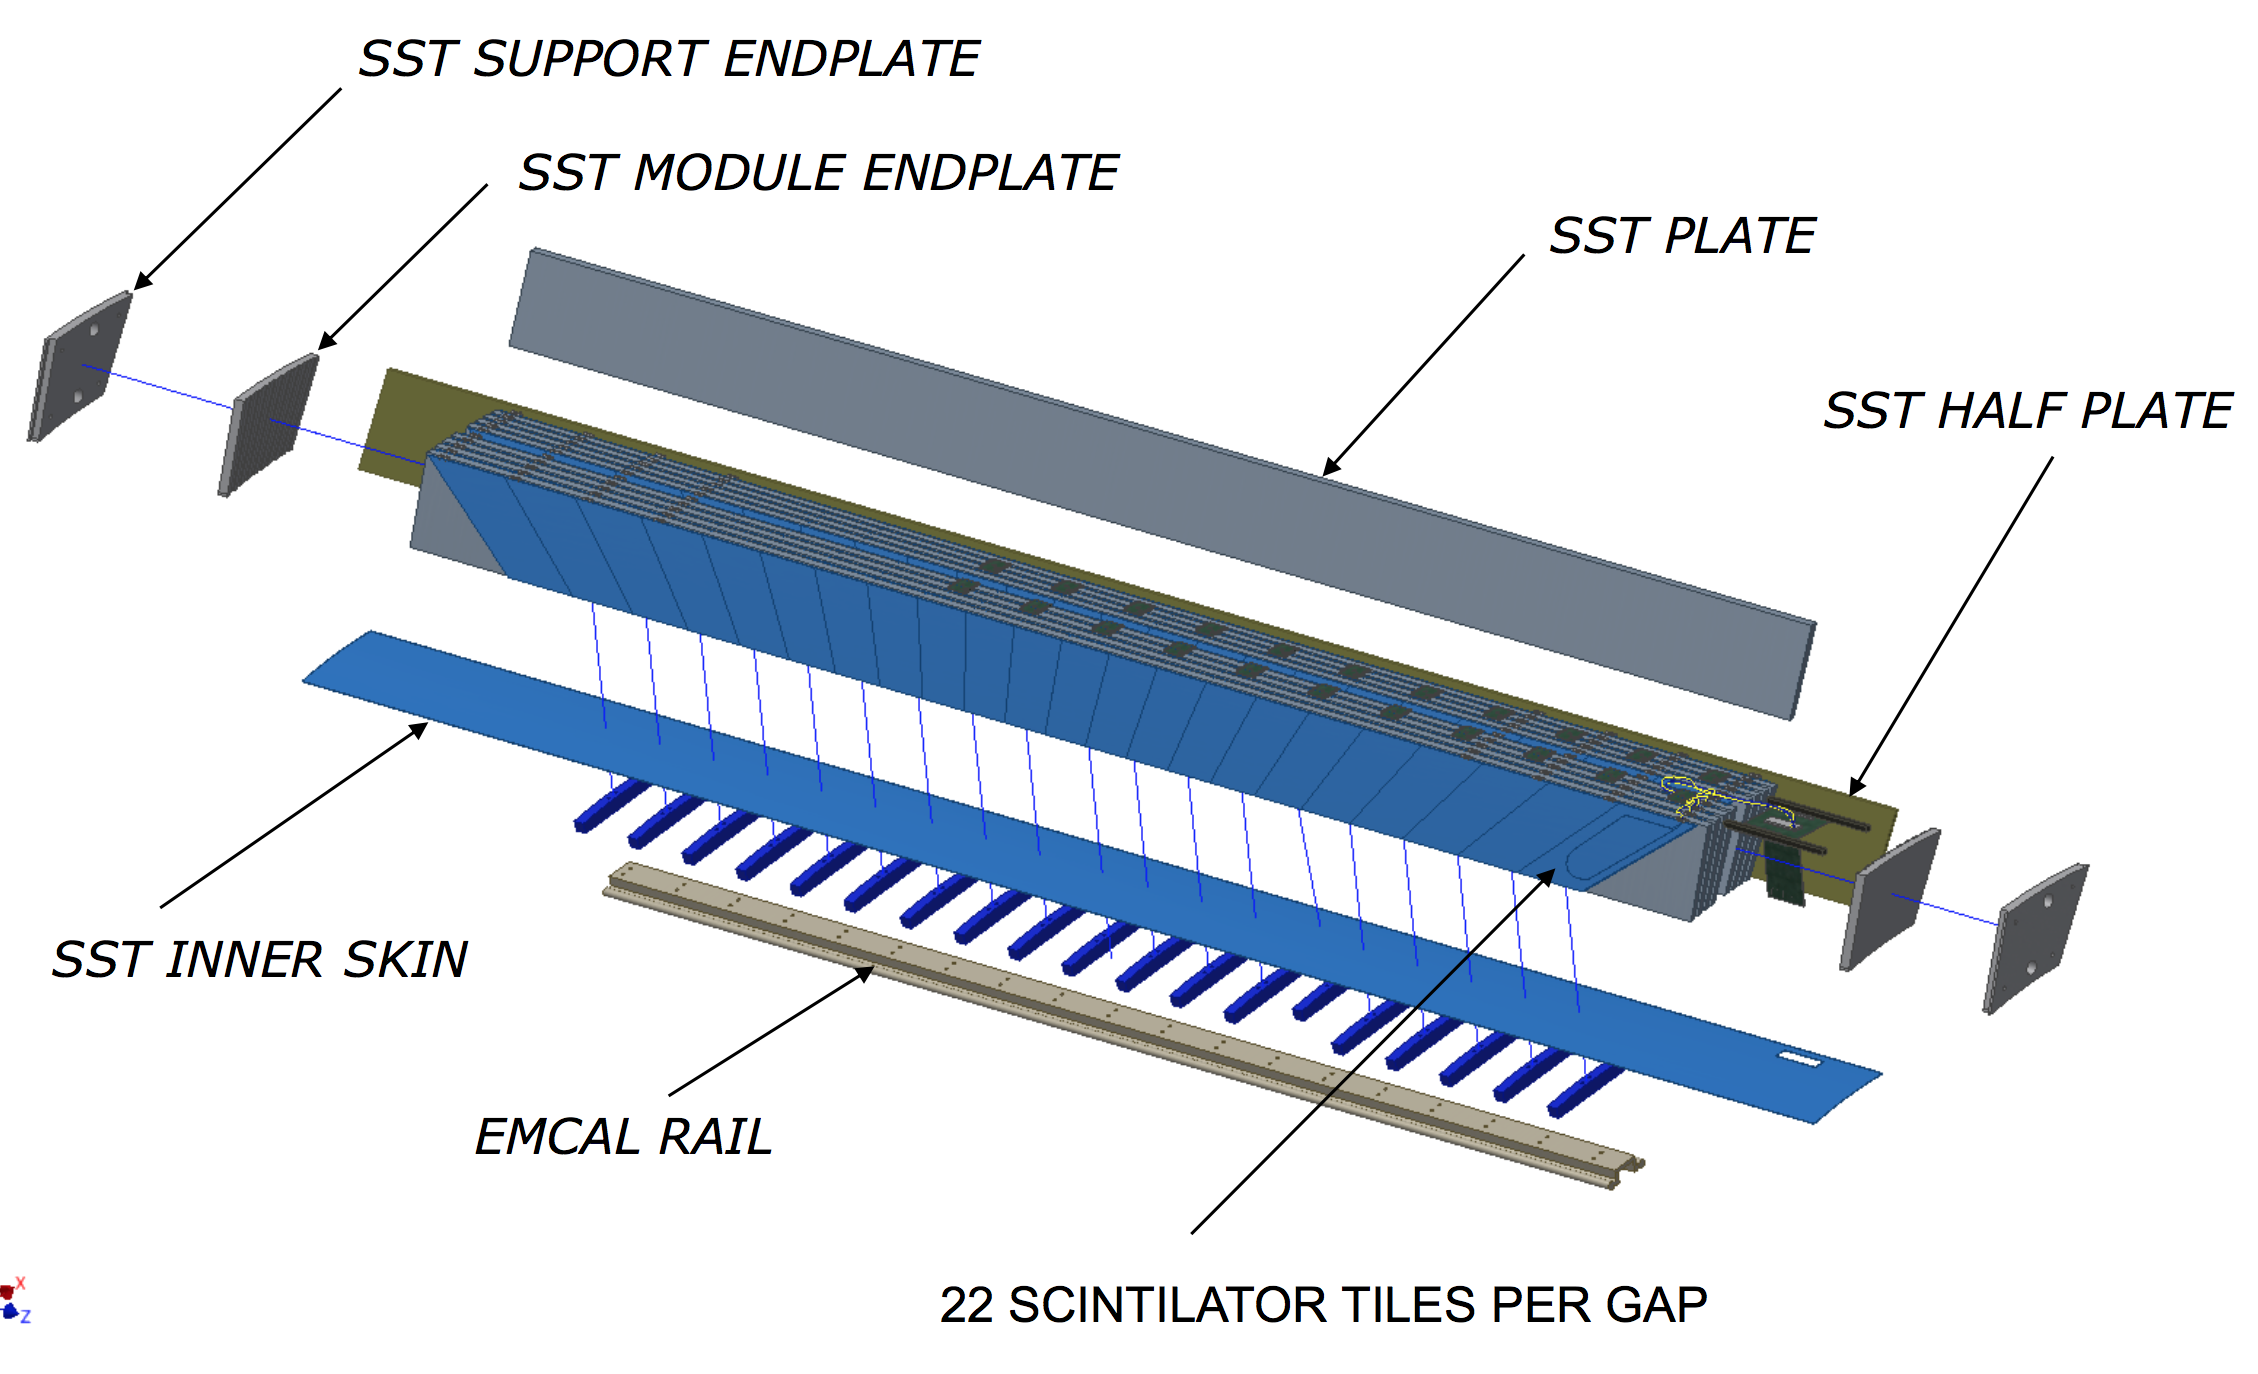 SST SUPPORT ENDPLATE
SST MODULE ENDPLATE
SST PLATE
SST HALF PLATE
SST INNER SKIN
EMCAL RAIL
22 SCINTILATOR TILES PER GAP
X
Z